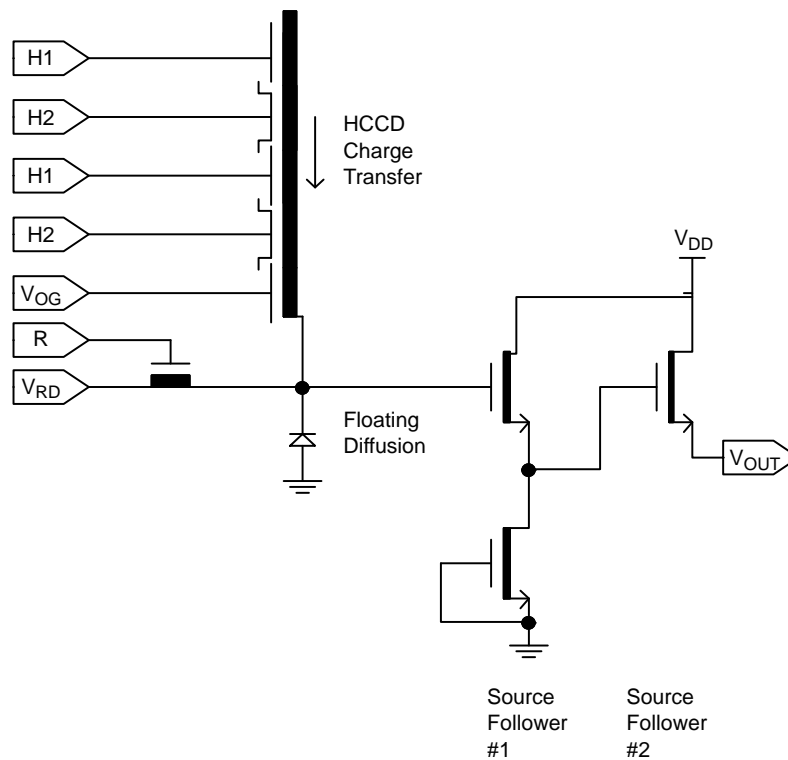 H1
H2
H1
H2
VOG
R
VRD
HCCD
Charge
Transfer
Floating
Diffusion
VDD
VOUT
Source
Follower
#1
Source
Follower
#2